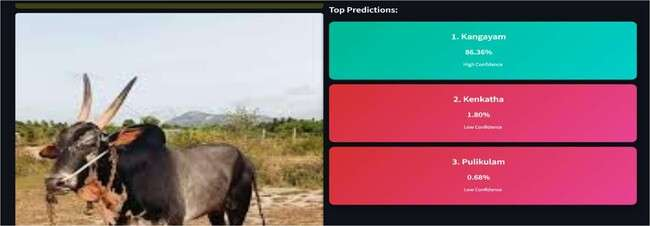 Top Predictions:
1. Kangayam
86.36%
High Confidence
2. Kenkatha
1.80%
Low Confidence
3. Pulikulam
0.68%
Low Confidence